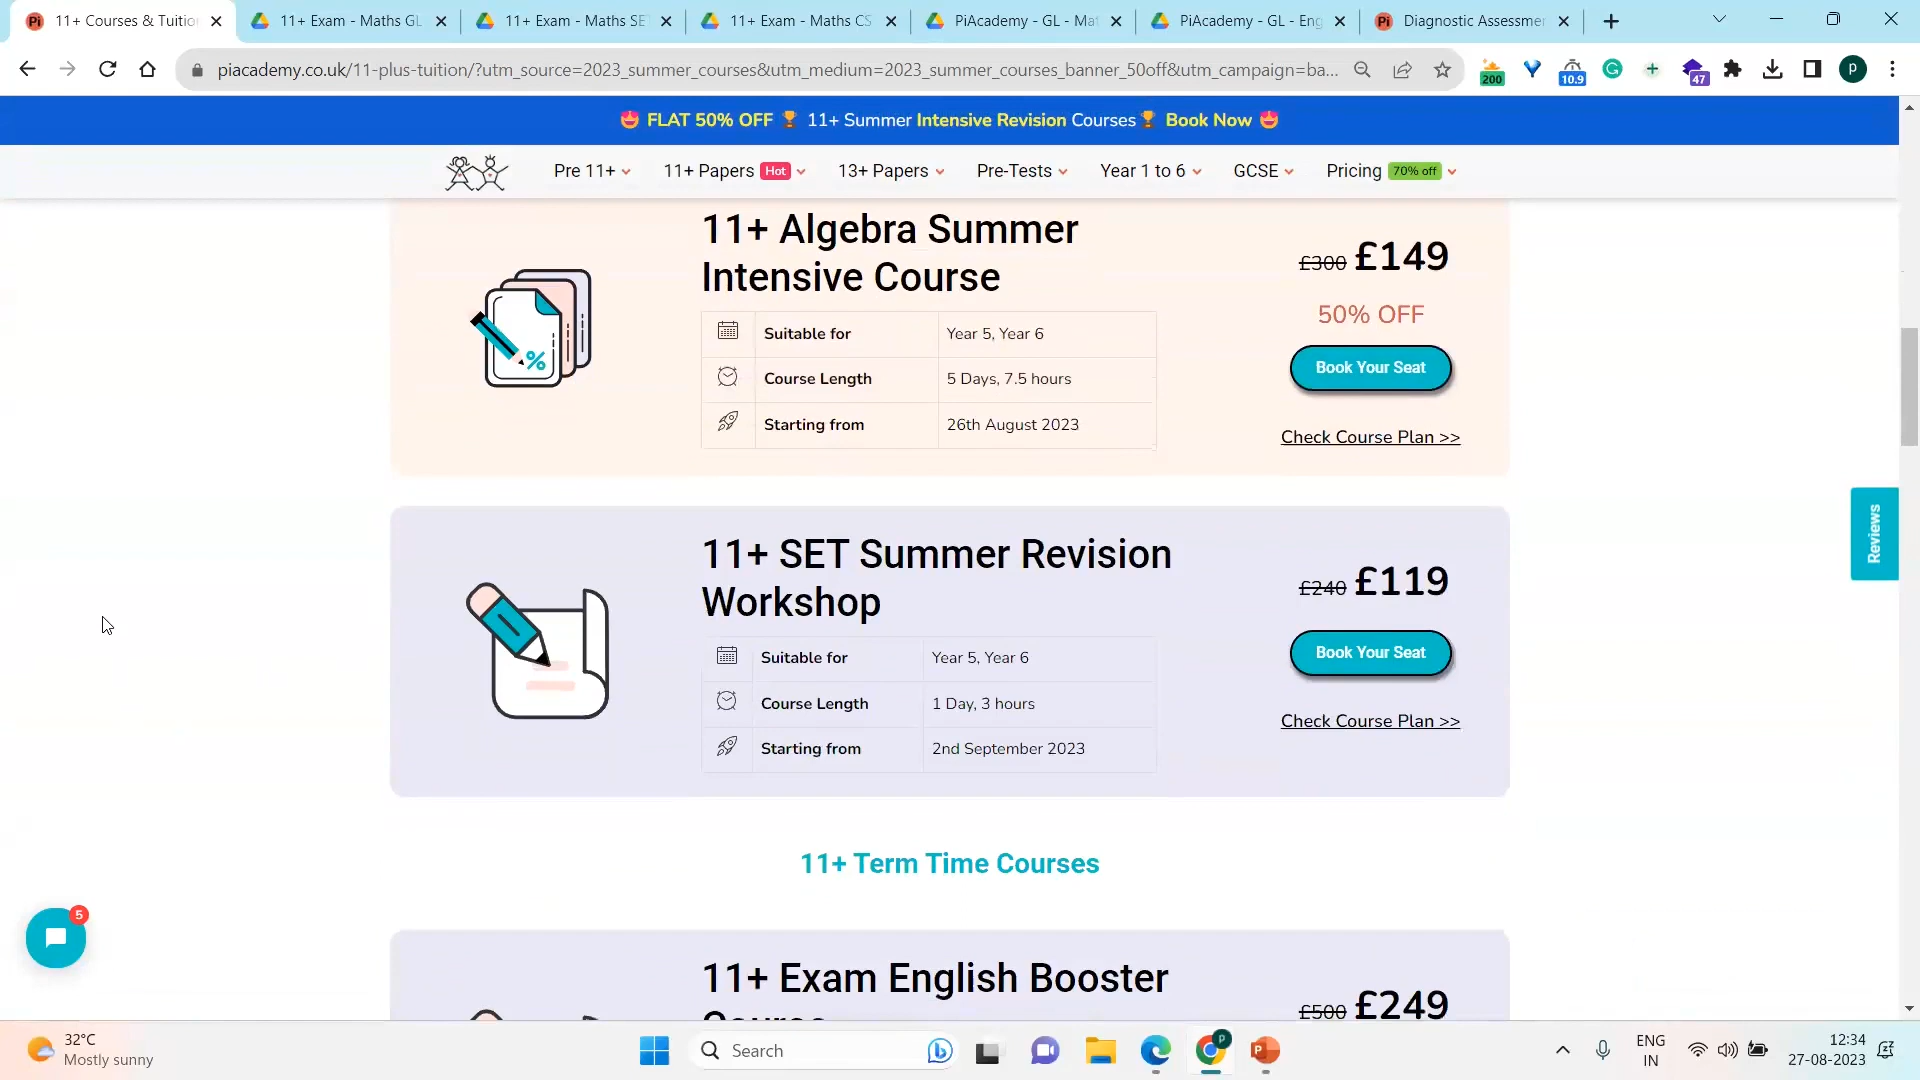 11+ Courses & Tuitio
11+ Exam - Maths GL
11+ Exam - Maths SE
11+ Exam - Maths CS
PiAcademy - GL - Mat
PiAcademy - GL - Eng
Diagnostic Assessme
piacademy.co.uk/11-plus-tuition/?utm_source=2023_summer_courses&utm_medium=2023_summer_courses_banner_50off&utm_campaign=ba...
200
10.9
47
P
FLAT 50% OFF 11+ Summer Intensive Revision Courses Book Now
Pre 11+
11+ Papers Hot
13+ Papers
Pre-Tests
Year 1 to 6
GCSE
Pricing 70% off
11+ Algebra Summer
Intensive Course
Suitable for Year 5, Year 6
Course Length 5 Days, 7.5 hours
Starting from 26th August 2023
£300 £149
50% OFF
Book Your Seat
Check Course Plan >>
11+ SET Summer Revision
Workshop
Suitable for Year 5, Year 6
Course Length 1 Day, 3 hours
Starting from 2nd September 2023
£240 £119
Book Your Seat
Check Course Plan >>
Reviews
11+ Term Time Courses
5
11+ Exam English Booster
£500 £249
32°C
Mostly sunny
Search
ENG
IN
12:34
27-08-2023